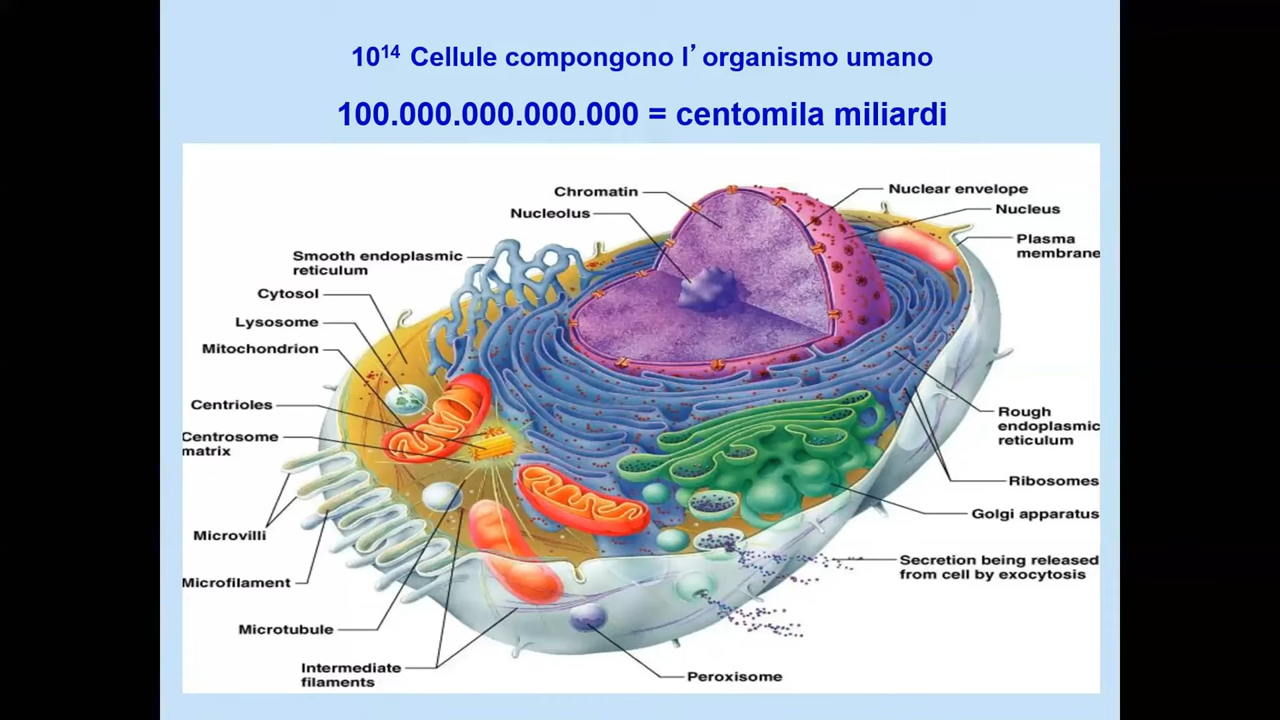 10¹⁴ Cellule compongono l’organismo umano
100.000.000.000.000 = centomila miliardi
Chromatin
Nucleolus
Nuclear envelope
Nucleus
Plasma
membrane
Smooth endoplasmic
reticulum
Cytosol
Lysosome
Mitochondrion
Centrioles
Centrosome
matrix
Microvilli
Microfilament
Microtubule
Intermediate
filaments
Rough
endoplasmic
reticulum
Ribosomes
Golgi apparatus
Secretion being released
from cell by exocytosis
Peroxisome